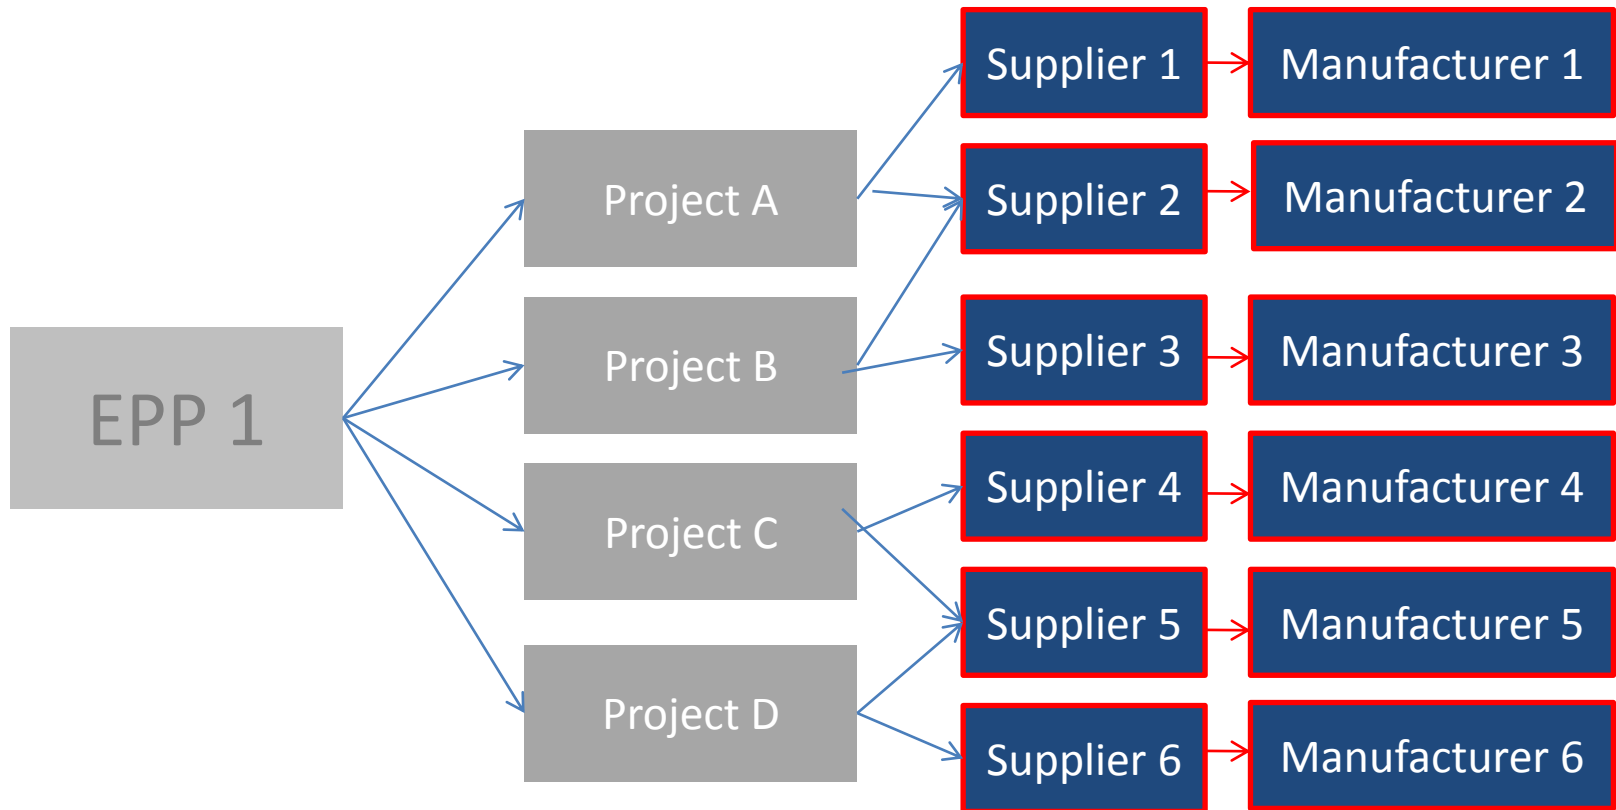 EPP 1
Project A
Project B
Project C
Project D
Supplier 1
Manufacturer 1
Supplier 2
Manufacturer 2
Supplier 3
Manufacturer 3
Supplier 4
Manufacturer 4
Supplier 5
Manufacturer 5
Supplier 6
Manufacturer 6